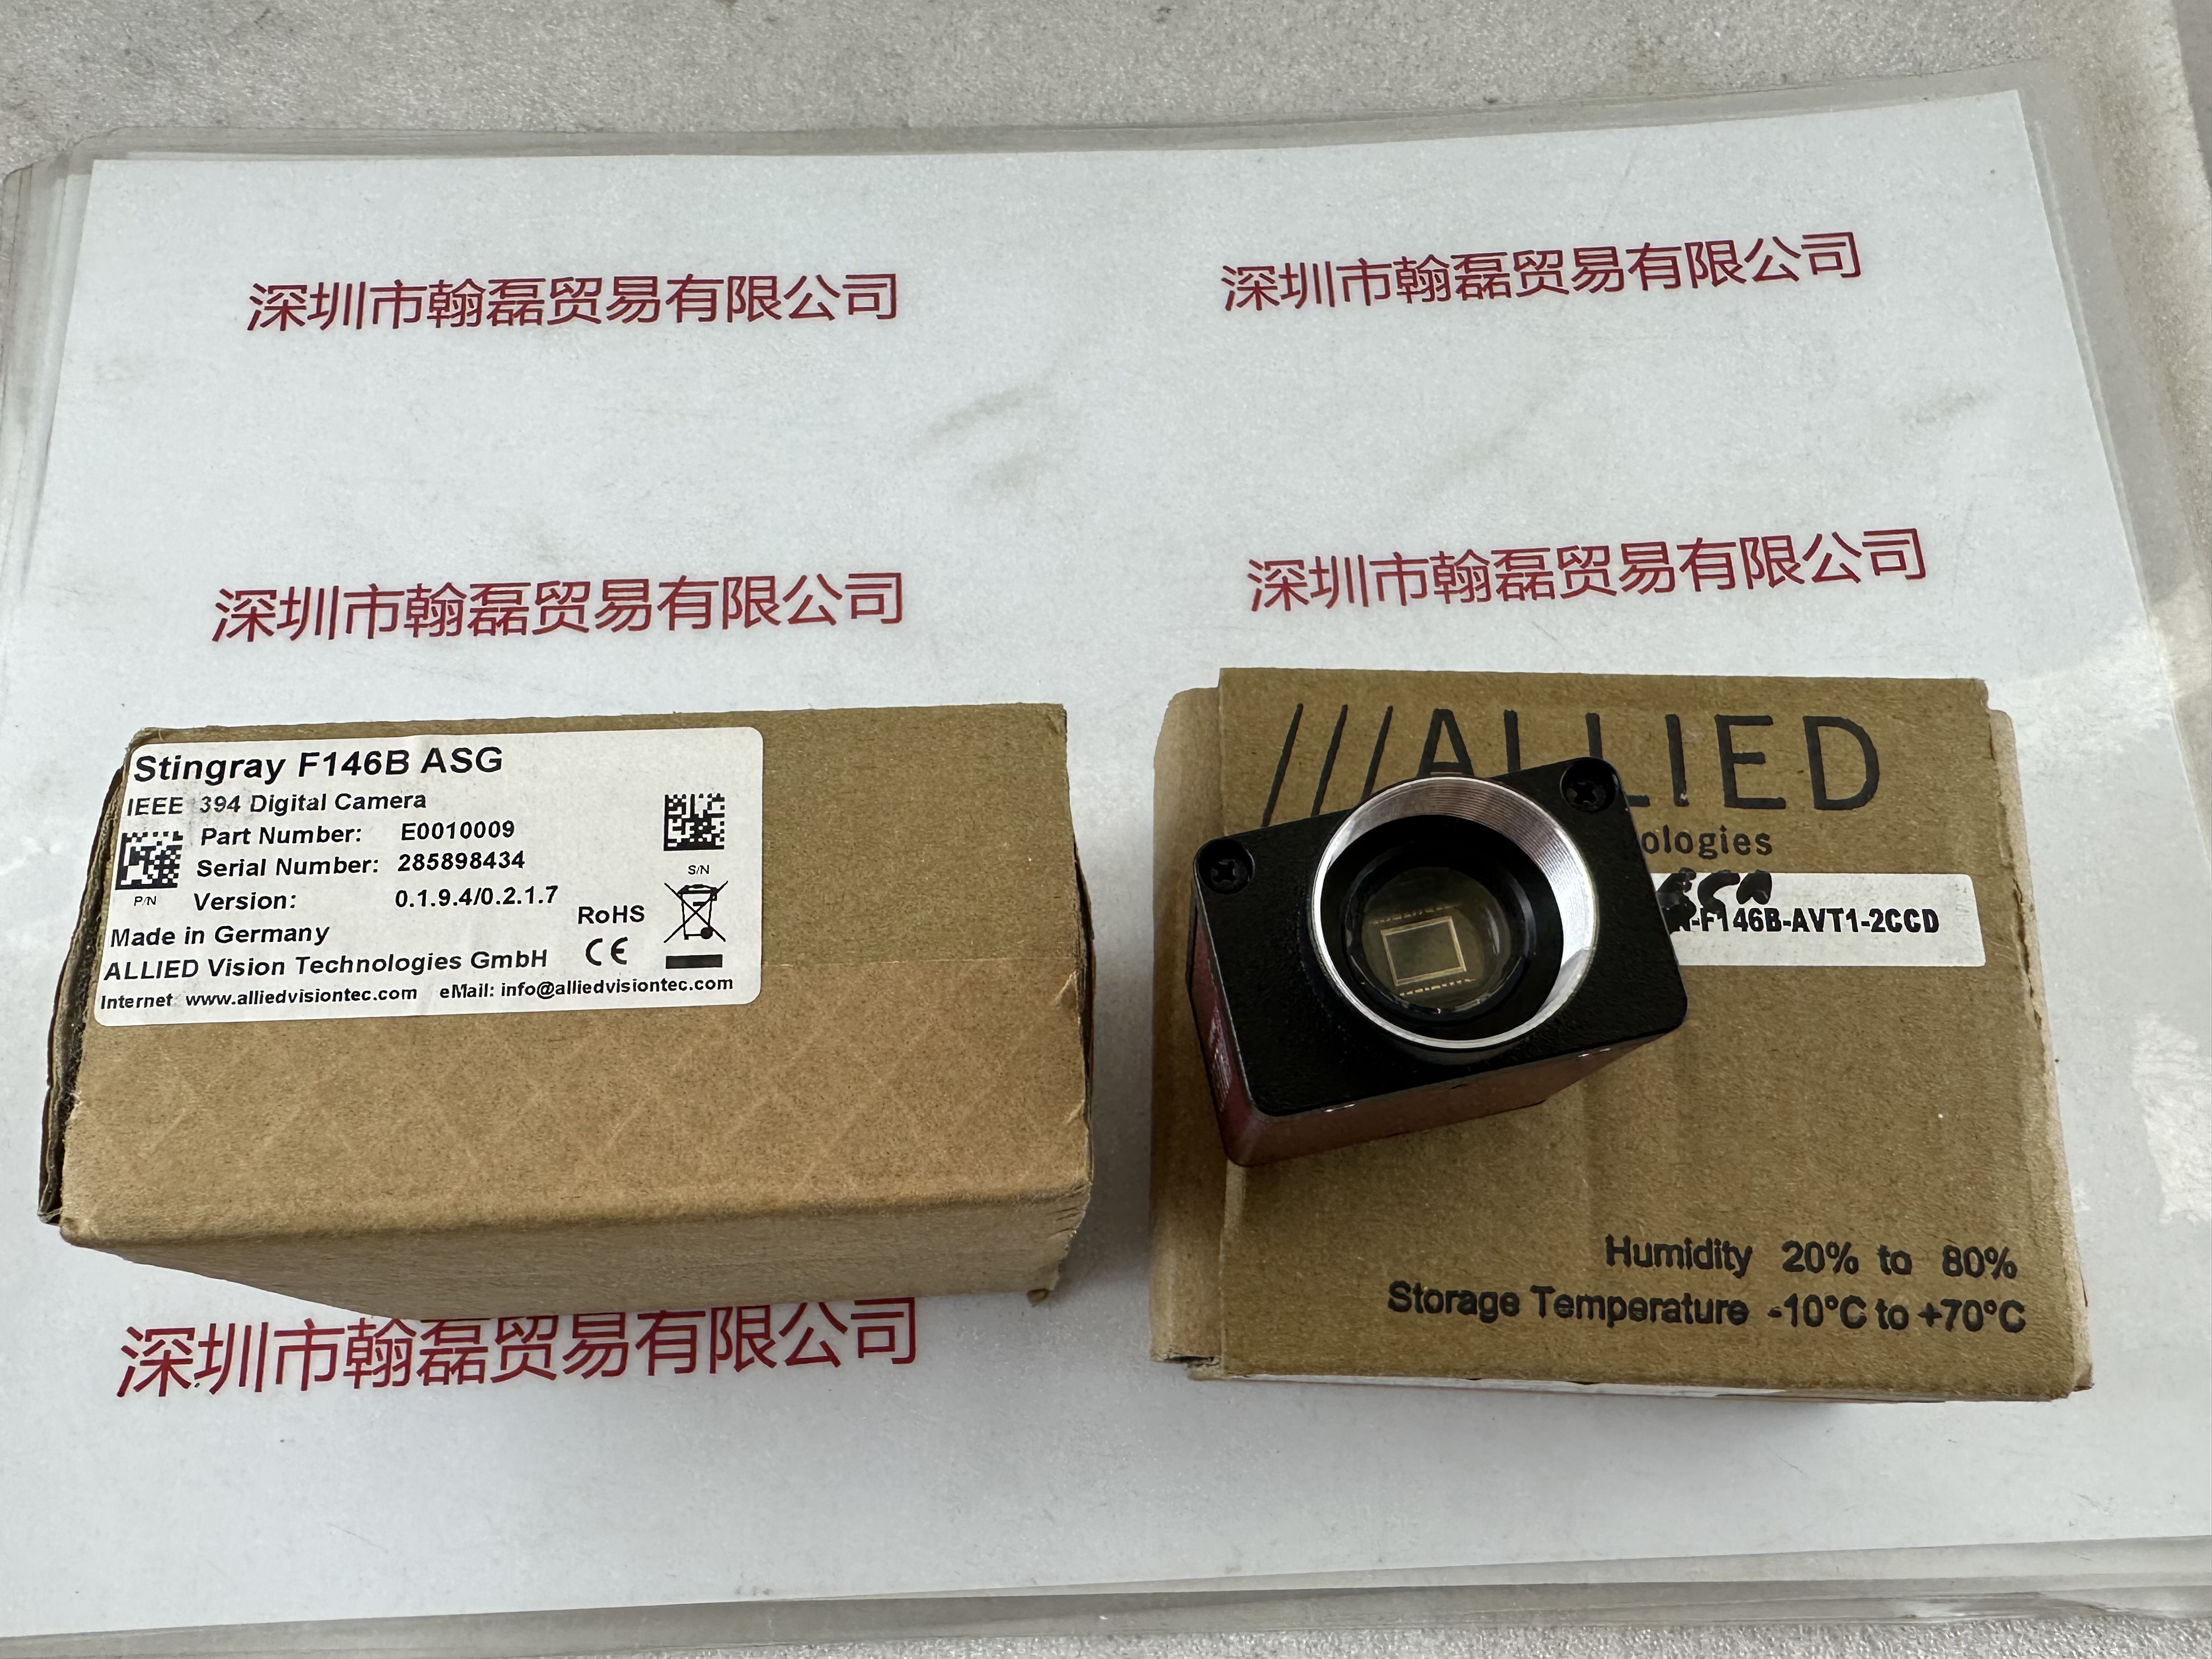 深圳市翰磊贸易有限公司
深圳市翰磊贸易有限公司
深圳市翰磊贸易有限公司
深圳市翰磊贸易有限公司
Stingray F146B ASG
IEEE 394 Digital Camera
Part Number: E0010009
Serial Number: 285898434
Version: 0.1.9.4/0.2.1.7
P/N
S/N
RoHS
CE
Made in Germany
ALLIED Vision Technologies GmbH
Internet: www.alliedvisiontec.com eMail: info@alliedvisiontec.com
///ALLIED
ologies
-F146B-AVT1-2CCD
Humidity 20% to 80%
Storage Temperature -10°C to +70°C
深圳市翰磊贸易有限公司